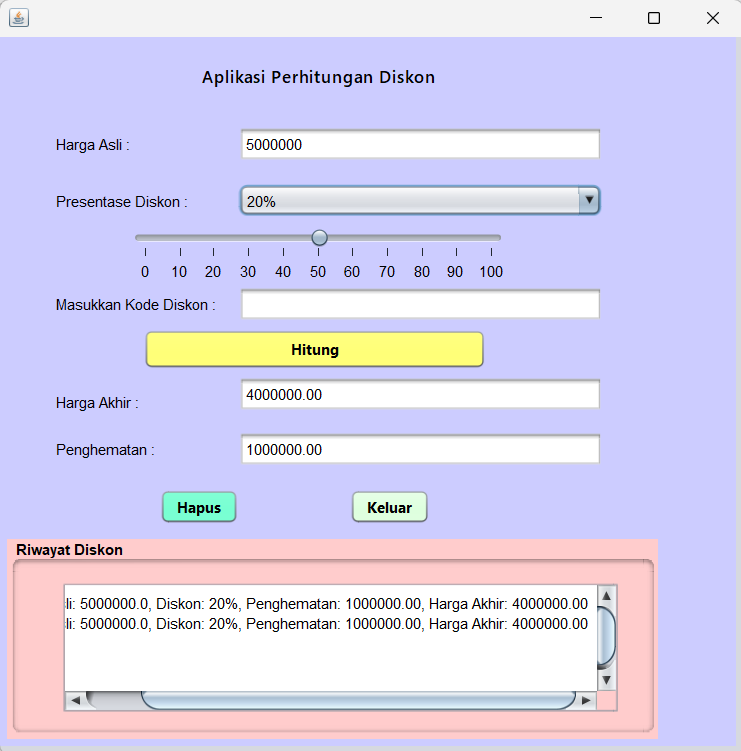 Aplikasi Perhitungan Diskon
Harga Asli : 5000000
Presentase Diskon : 20%
0 10 20 30 40 50 60 70 80 90 100
Masukkan Kode Diskon :
Hitung
Harga Akhir : 4000000.00
Penghematan : 1000000.00
Hapus Keluar
Riwayat Diskon
5000000.0, Diskon: 20%, Penghematan: 1000000.00, Harga Akhir: 4000000.00
5000000.0, Diskon: 20%, Penghematan: 1000000.00, Harga Akhir: 4000000.00